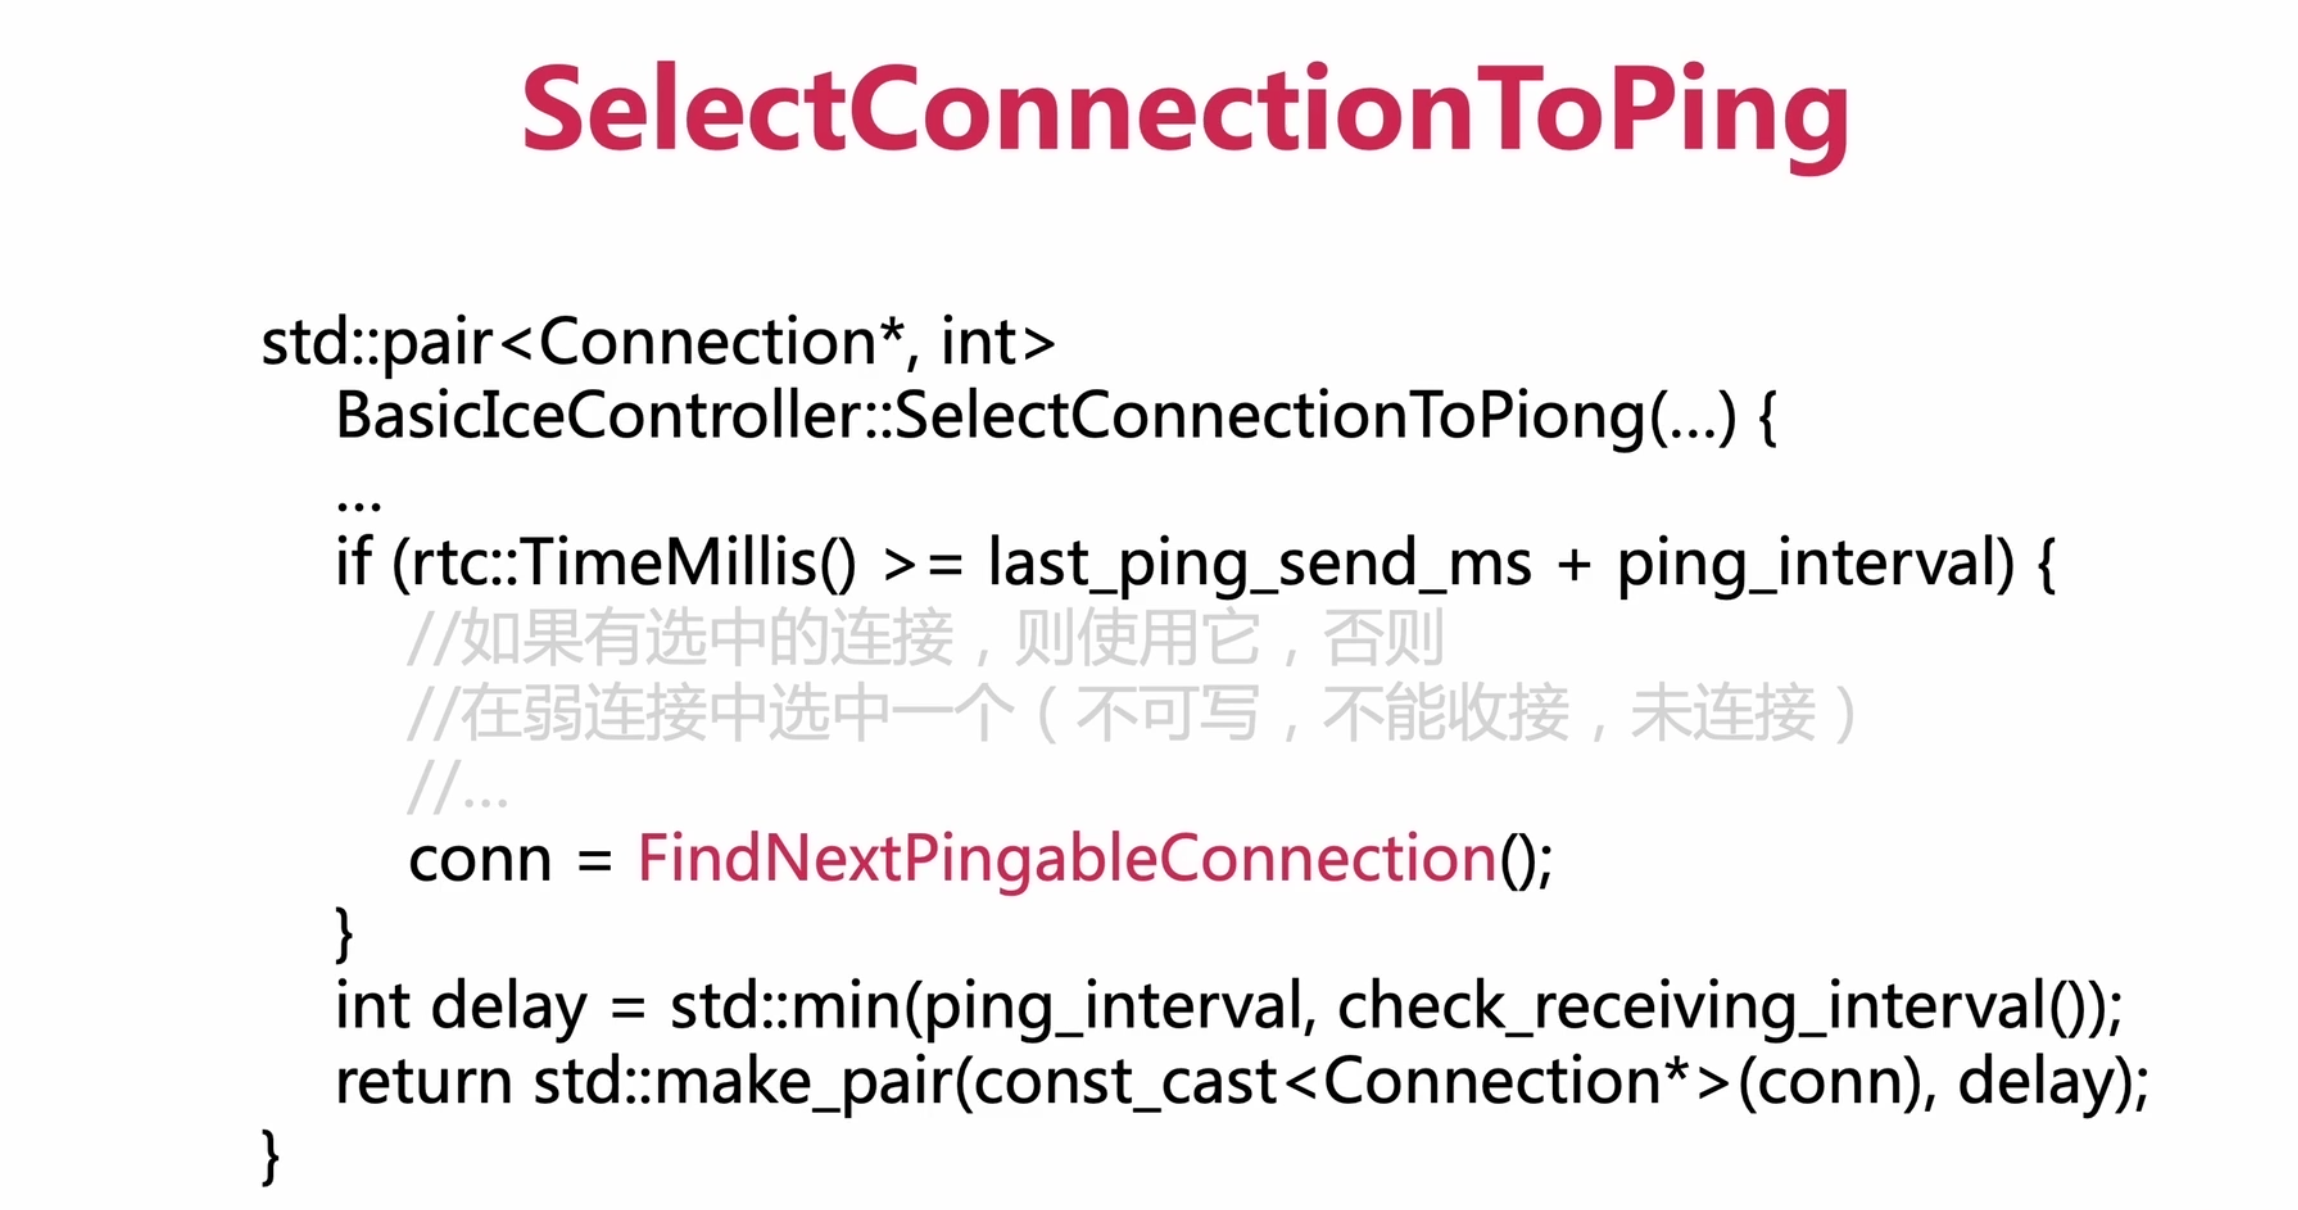 SelectConnectionToPing
std::pair<Connection*, int>
BasicIceController::SelectConnectionToPiong(...) {
...
if (rtc::TimeMillis() >= last_ping_send_ms + ping_interval) {
//如果有选中的连接，则使用它，否则
//在弱连接中选中一个（不可写，不能收接，未连接）
//...
conn = FindNextPingableConnection();
}
int delay = std::min(ping_interval, check_receiving_interval());
return std::make_pair(const_cast<Connection*>(conn), delay);
}